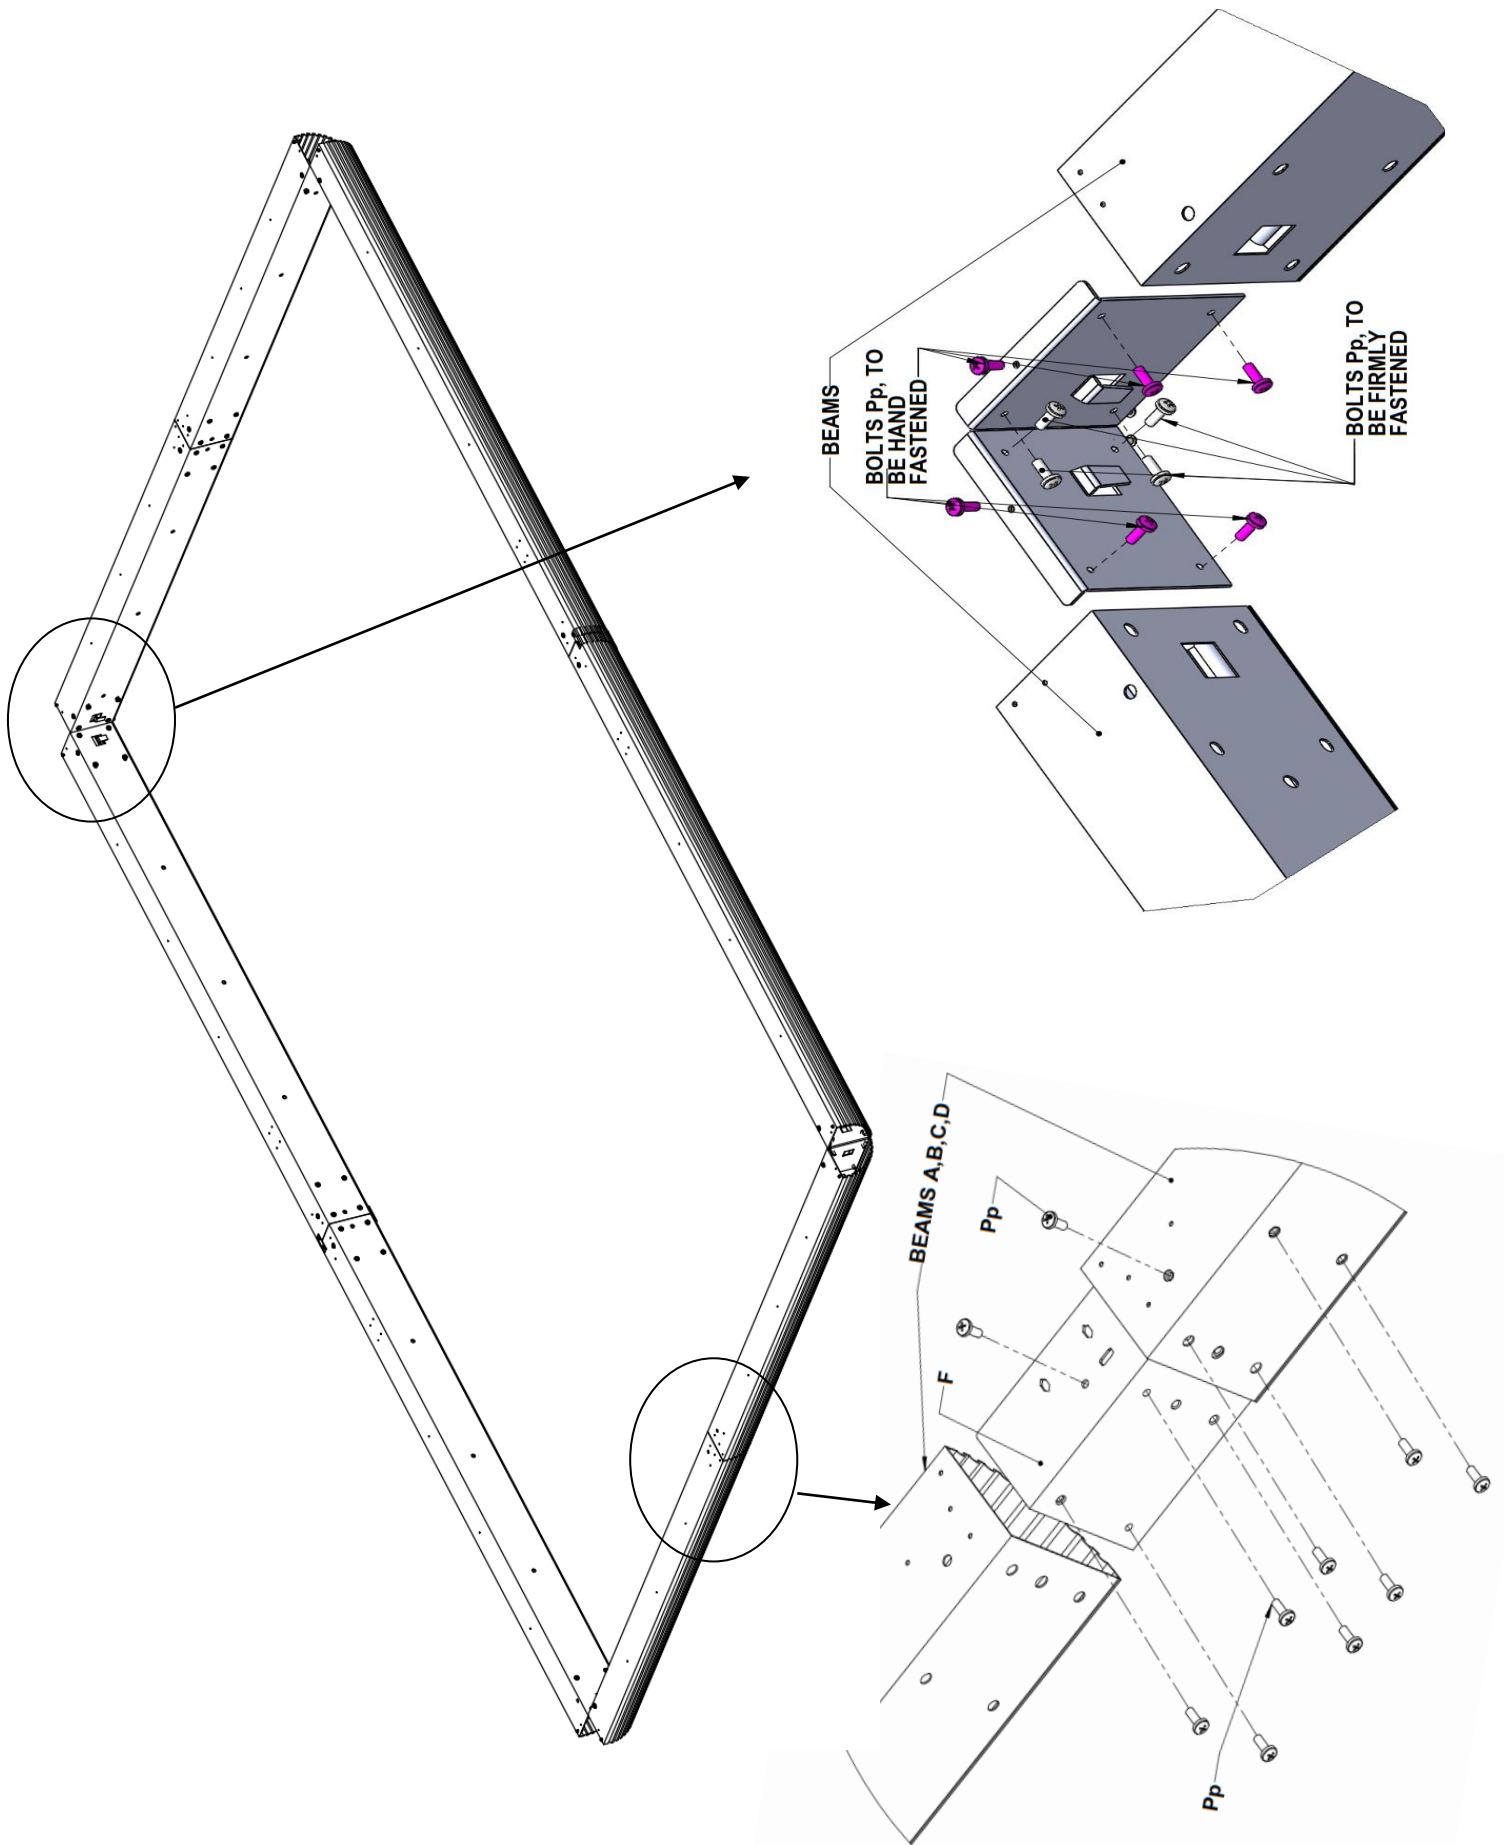 BEAMS
BOLTS Pp, TO
BE HAND
FASTENED
BOLTS Pp, TO
BE FIRMLY
FASTENED
BEAMS A,B,C,D
Pp
F
Pp